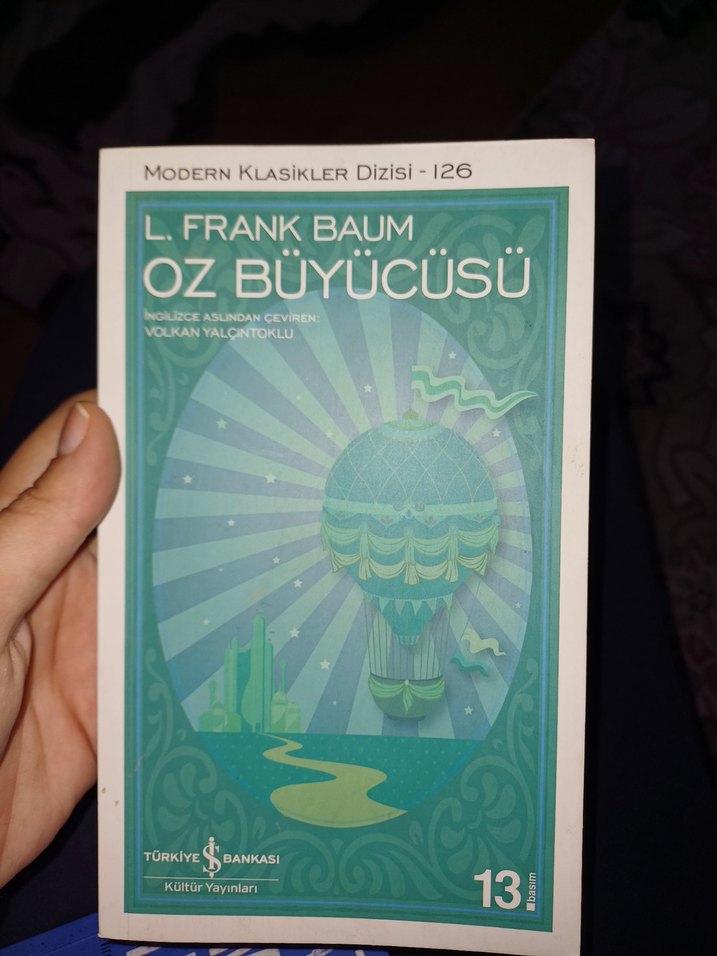 MODERN KLASİKLER DİZİSİ - 126
L. FRANK BAUM
OZ BÜYÜCÜSÜ
İNGİLİZCE ASLINDAN ÇEVİREN:
VOLKAN YALÇINTOKLU
TÜRKİYE İŞ BANKASI
Kültür Yayınları
13.
basım